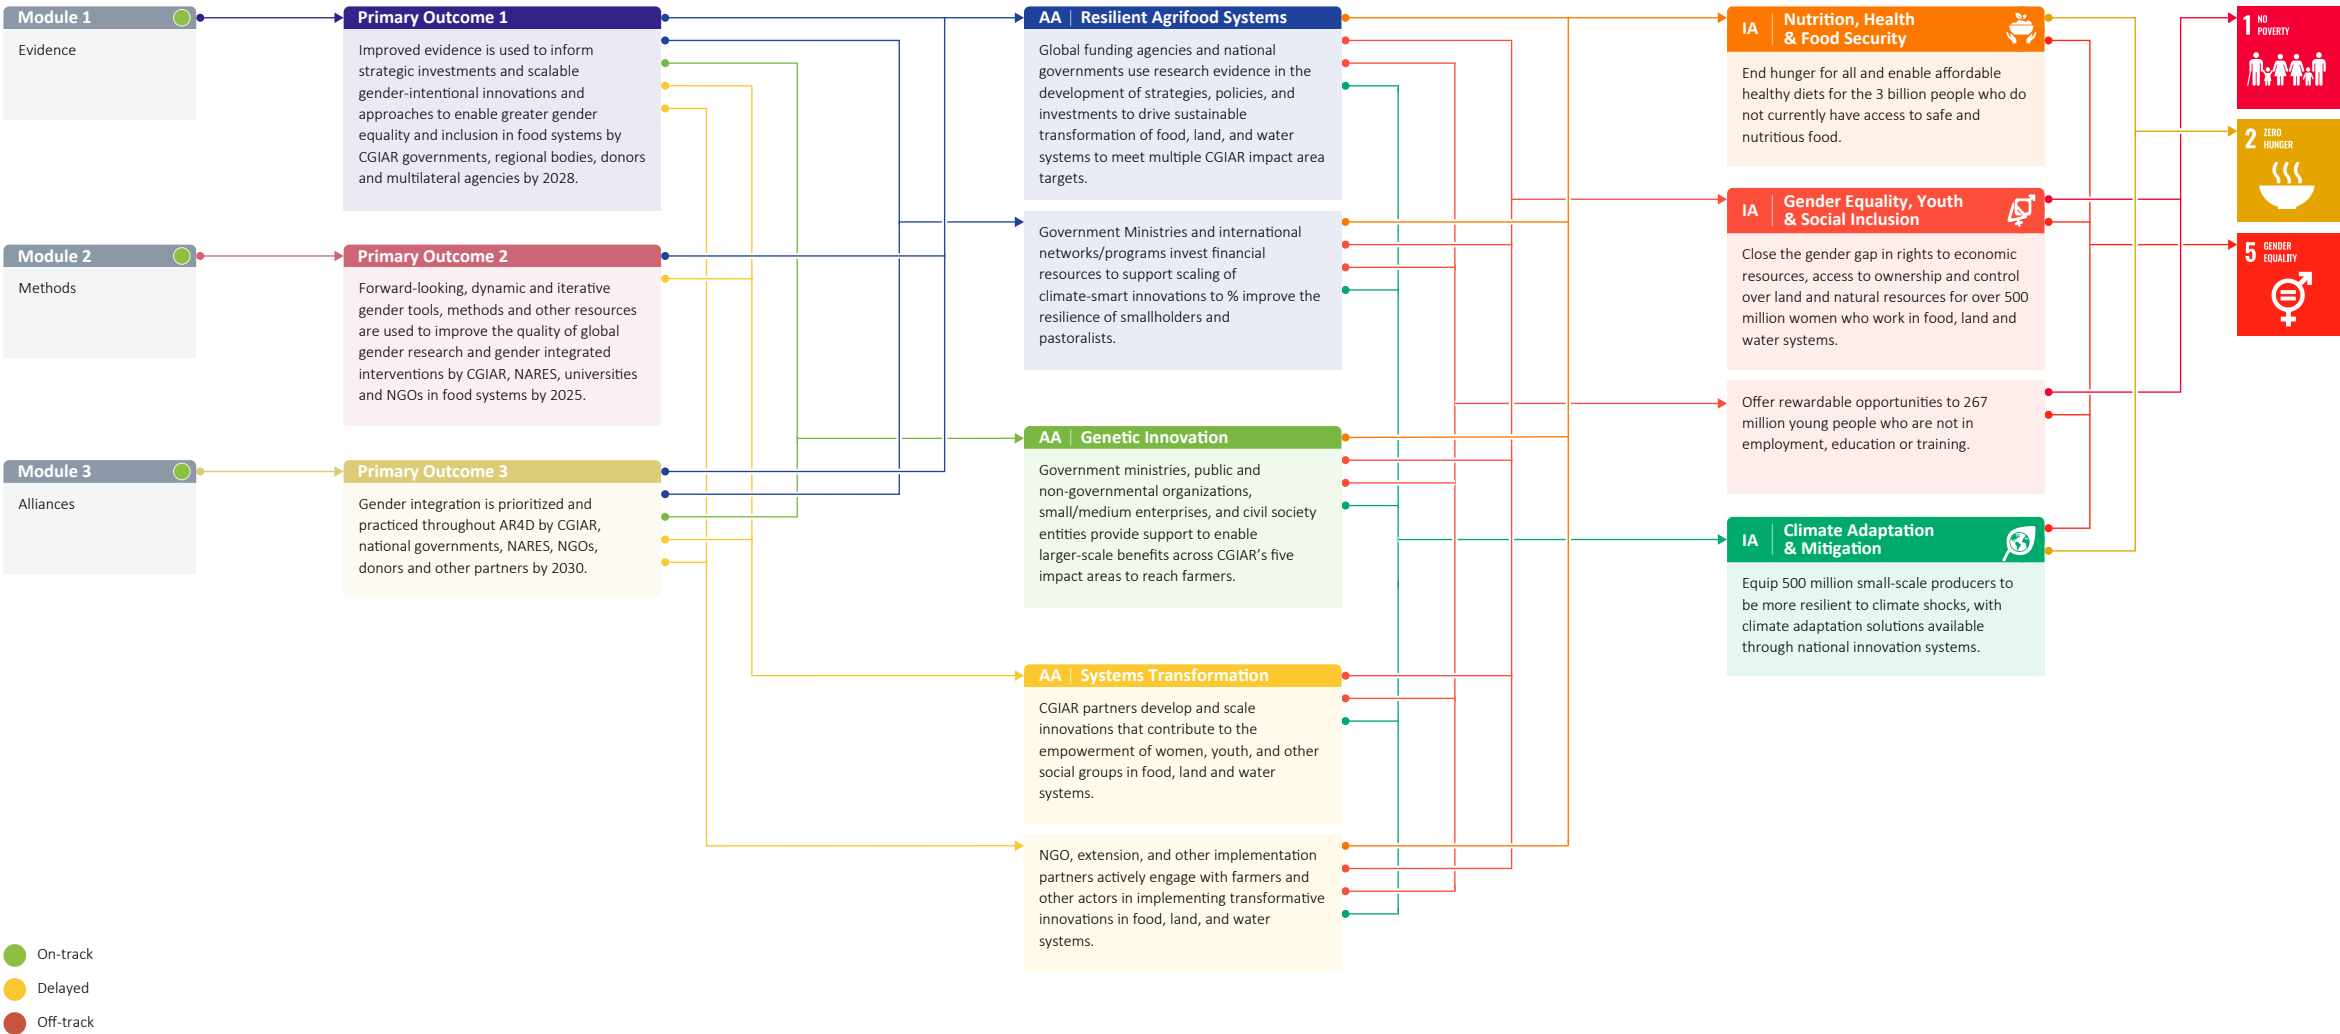 Module 1
Evidence
Module 2
Methods
Module 3
Alliances
Primary Outcome 1
Improved evidence is used to inform
strategic investments and scalable
gender-intentional innovations and
approaches to enable greater gender
equality and inclusion in food systems by
CGIAR governments, regional bodies, donors
and multilateral agencies by 2028.
Primary Outcome 2
Forward-looking, dynamic and iterative
gender tools, methods and other resources
are used to improve the quality of global
gender research and gender integrated
interventions by CGIAR, NARES, universities
and NGOs in food systems by 2025.
Primary Outcome 3
Gender integration is prioritized and
practiced throughout AR4D by CGIAR,
national governments, NARES, NGOs,
donors and other partners by 2030.
AA | Resilient Agrifood Systems
Global funding agencies and national
governments use research evidence in the
development of strategies, policies, and
investments to drive sustainable
transformation of food, land, and water
systems to meet multiple CGIAR impact area
targets.
Government Ministries and international
networks/programs invest financial
resources to support scaling of
climate-smart innovations to % improve the
resilience of smallholders and
pastoralists.
AA | Genetic Innovation
Government ministries, public and
non-governmental organizations,
small/medium enterprises, and civil society
entities provide support to enable
larger-scale benefits across CGIAR's five
impact areas to reach farmers.
AA | Systems Transformation
CGIAR partners develop and scale
innovations that contribute to the
empowerment of women, youth, and other
social groups in food, land and water
systems.
NGO, extension, and other implementation
partners actively engage with farmers and
other actors in implementing transformative
innovations in food, land, and water
systems.
IA | Nutrition, Health
& Food Security
End hunger for all and enable affordable
healthy diets for the 3 billion people who do
not currently have access to safe and
nutritious food.
IA | Gender Equality, Youth
& Social Inclusion
Close the gender gap in rights to economic
resources, access to ownership and control
over land and natural resources for over 500
million women who work in food, land and
water systems.
Offer rewardable opportunities to 267
million young people who are not in
employment, education or training.
IA | Climate Adaptation
& Mitigation
Equip 500 million small-scale producers to
be more resilient to climate shocks, with
climate adaptation solutions available
through national innovation systems.
1 NO
POVERTY
2 ZERO
HUNGER
5 GENDER
EQUALITY
On-track
Delayed
Off-track